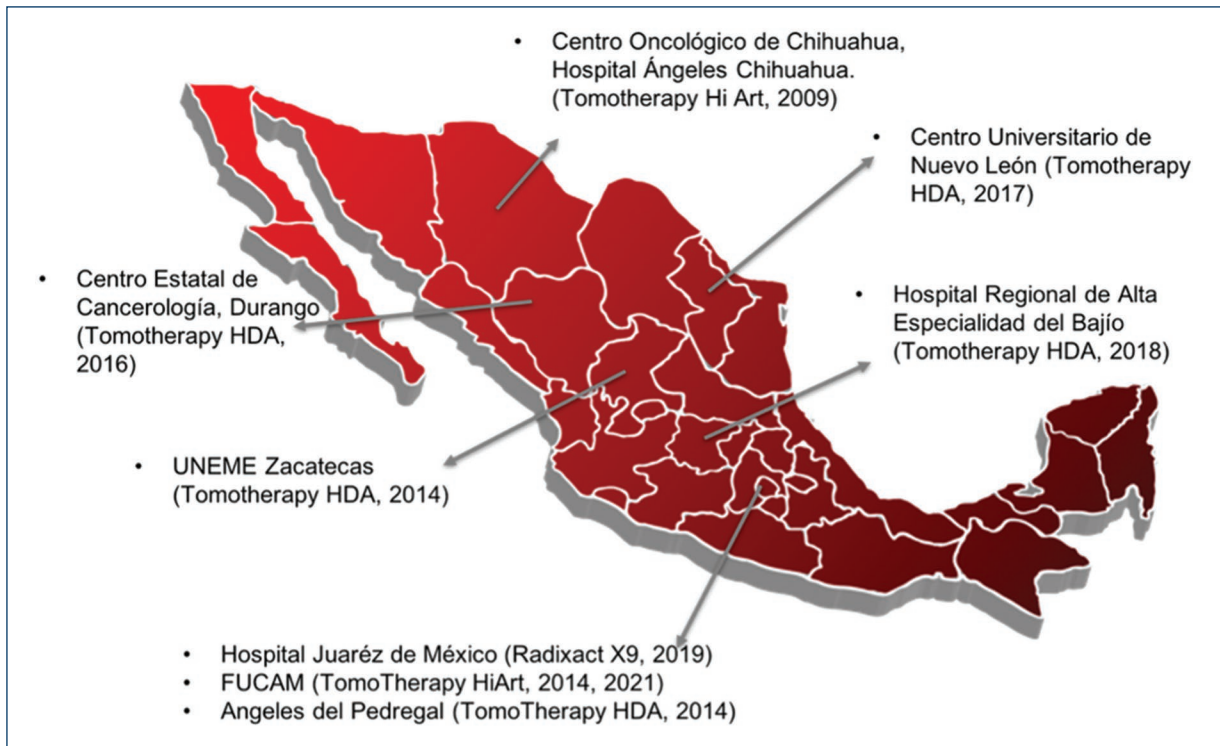 • Centro Oncológico de Chihuahua,
Hospital Ángeles Chihuahua.
(Tomotherapy Hi Art, 2009)
• Centro Universitario de
Nuevo León (Tomotherapy
HDA, 2017)
• Centro Estatal de
Cancerología, Durango
(Tomotherapy HDA,
2016)
• Hospital Regional de Alta
Especialidad del Bajío
(Tomotherapy HDA, 2018)
• UNEME Zacatecas
(Tomotherapy HDA, 2014)
• Hospital Juaréz de México (Radixact X9, 2019)
• FUCAM (TomoTherapy HiArt, 2014, 2021)
• Angeles del Pedregal (TomoTherapy HDA, 2014)